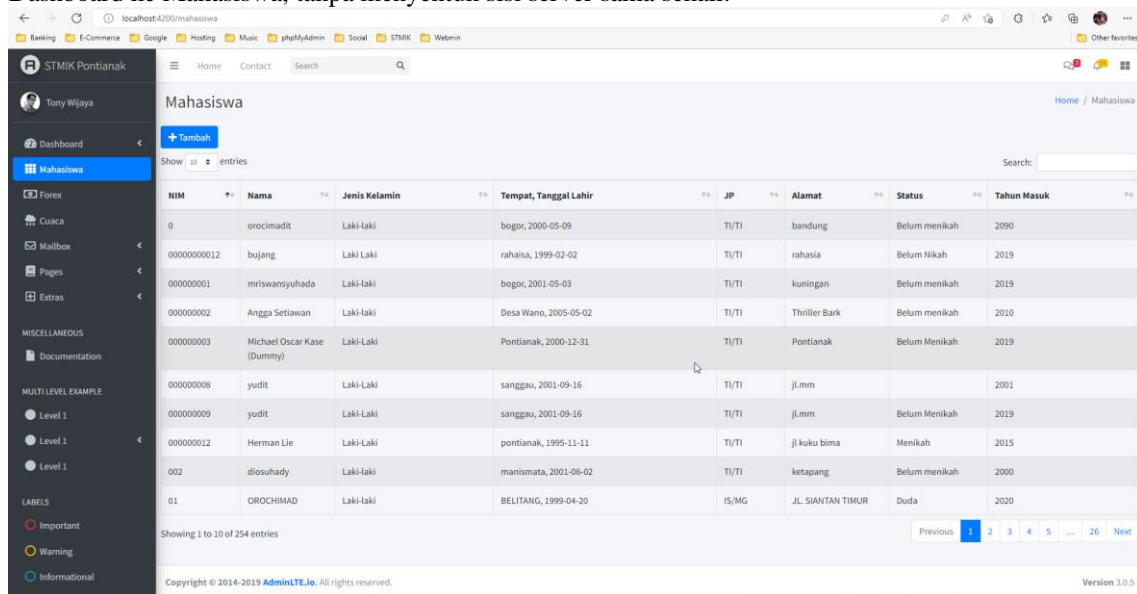 Dashboard ke Mahasiswa, tanpa menyentuh sisi server sama sekali.
localhost:4200/mahasiswa
Banking E-Commerce Google Hosting Music phpMyAdmin Social STMIK Webmin Other favorites
STMIK Pontianak Home Contact Search 3
Tony Wijaya Mahasiswa Home / Mahasiswa
Dashboard + Tambah
Mahasiswa Show 10 entries Search:
Forex NIM Nama Jenis Kelamin Tempat, Tanggal Lahir JP Alamat Status Tahun Masuk
Cuaca 0 orocimadit Laki-laki bogor, 2000-05-09 TI/TI bandung Belum menikah 2090
Mailbox 00000000012 bujang Laki Laki rahaisa, 1999-02-02 TI/TI rahasia Belum Nikah 2019
Pages
Extras 000000001 mriswansyuhada Laki-laki bogor, 2001-05-03 TI/TI kuningan Belum menikah 2019
000000002 Angga Setiawan Laki-laki Desa Wano, 2005-05-02 TI/TI Thriller Bark Belum menikah 2010
MISCELLANEOUS
Documentation 000000003 Michael Oscar Kase (Dummy) Laki-Laki Pontianak, 2000-12-31 TI/TI Pontianak Belum Menikah 2019
MULTI LEVEL EXAMPLE 000000008 yudit Laki-Laki sanggau, 2001-09-16 TI/TI jl.mm 2001
Level 1 000000009 yudit Laki-Laki sanggau, 2001-09-16 TI/TI jl.mm Belum Menikah 2019
Level 1 000000012 Herman Lie Laki-Laki pontianak, 1995-11-11 TI/TI jl kuku bima Menikah 2015
Level 1 002 diosuhady Laki-laki manismata, 2001-06-02 TI/TI ketapang Belum menikah 2000
LABELS 01 OROCHIMAD Laki-laki BELITANG, 1999-04-20 IS/MG JL. SIANTAN TIMUR Duda 2020
Important Showing 1 to 10 of 254 entries Previous 1 2 3 4 5 ... 26 Next
Warning
Informational Copyright © 2014-2019 AdminLTE.io. All rights reserved. Version 3.0.5